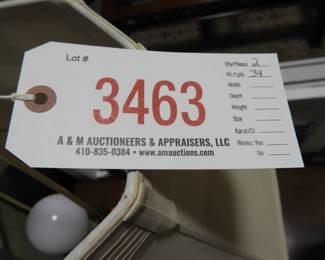 Lot #
3463
A & M AUCTIONEERS & APPRAISERS, LLC
410-835-0384 • www.amauctions.com
Qty/Pieces: 2
Ht./Lgth: 34
Width
Depth
Weight
Size
Karat/Ct
Works: Yes
No